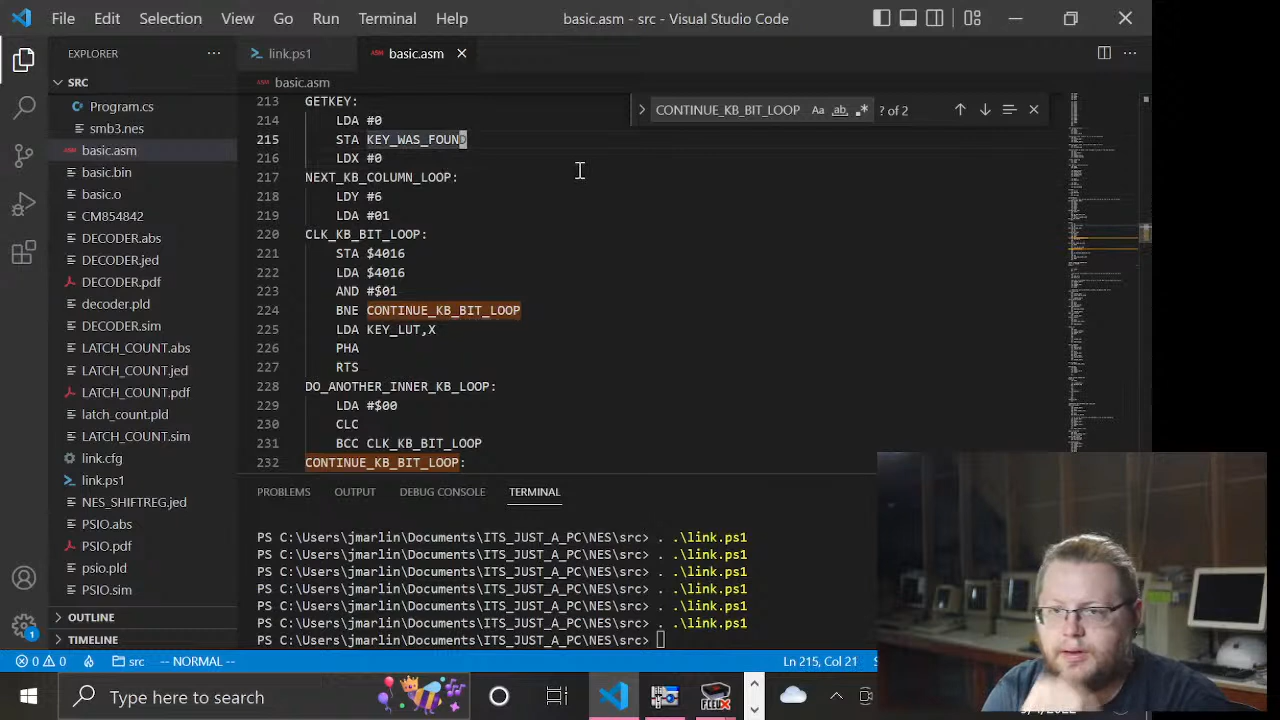 File Edit Selection View Go Run Terminal Help basic.asm - src - Visual Studio Code
EXPLORER
link.ps1
basic.asm
SRC
basic.asm
Program.cs
smb3.nes
basic.asm
basic.bin
basic.o
CM854842
DECODER.abs
DECODER.jed
DECODER.pdf
decoder.pld
DECODER.sim
LATCH_COUNT.abs
LATCH_COUNT.jed
LATCH_COUNT.pdf
latch_count.pld
LATCH_COUNT.sim
link.cfg
link.ps1
NES_SHIFTREG.jed
PSIO.abs
PSIO.pdf
psio.pld
PSIO.sim
OUTLINE
TIMELINE
CONTINUE_KB_BIT_LOOP Aa ab ? of 2
213 GETKEY:
214 LDA #0
215 STA KEY_WAS_FOUND
216 LDX #6
217 NEXT_KB_COLUMN_LOOP:
218 LDY #6
219 LDA #01
220 CLK_KB_BIT_LOOP:
221 STA $4016
222 LDA $4016
223 AND #$01
224 BNE CONTINUE_KB_BIT_LOOP
225 LDA KEY_LUT,X
226 PHA
227 RTS
228 DO_ANOTHER_INNER_KB_LOOP:
229 LDA #$00
230 CLC
231 BCC CLK_KB_BIT_LOOP
232 CONTINUE_KB_BIT_LOOP:
PROBLEMS OUTPUT DEBUG CONSOLE TERMINAL
PS C:\Users\jmarlin\Documents\ITS_JUST_A_PC\NES\src> . .\link.ps1
PS C:\Users\jmarlin\Documents\ITS_JUST_A_PC\NES\src> . .\link.ps1
PS C:\Users\jmarlin\Documents\ITS_JUST_A_PC\NES\src> . .\link.ps1
PS C:\Users\jmarlin\Documents\ITS_JUST_A_PC\NES\src> . .\link.ps1
PS C:\Users\jmarlin\Documents\ITS_JUST_A_PC\NES\src> . .\link.ps1
PS C:\Users\jmarlin\Documents\ITS_JUST_A_PC\NES\src> . .\link.ps1
PS C:\Users\jmarlin\Documents\ITS_JUST_A_PC\NES\src>
0 0 src -- NORMAL -- Ln 215, Col 21
1
Type here to search
FLEUX